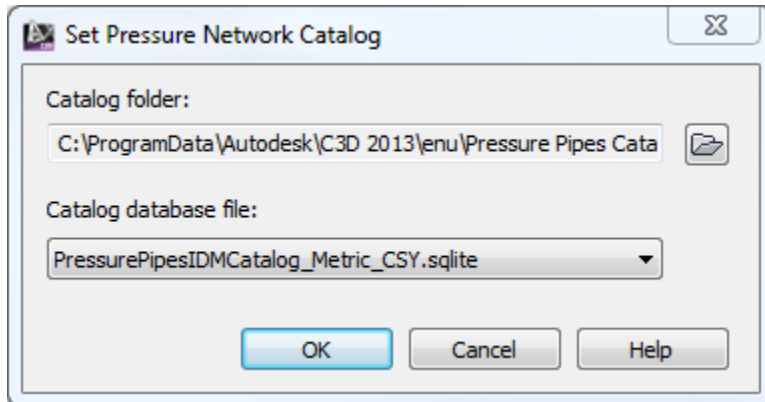 Set Pressure Network Catalog
Catalog folder:
C:\ProgramData\Autodesk\C3D 2013\enu\Pressure Pipes Cata
Catalog database file:
PressurePipesIDMCatalog_Metric_CSY.sqlite
OK Cancel Help